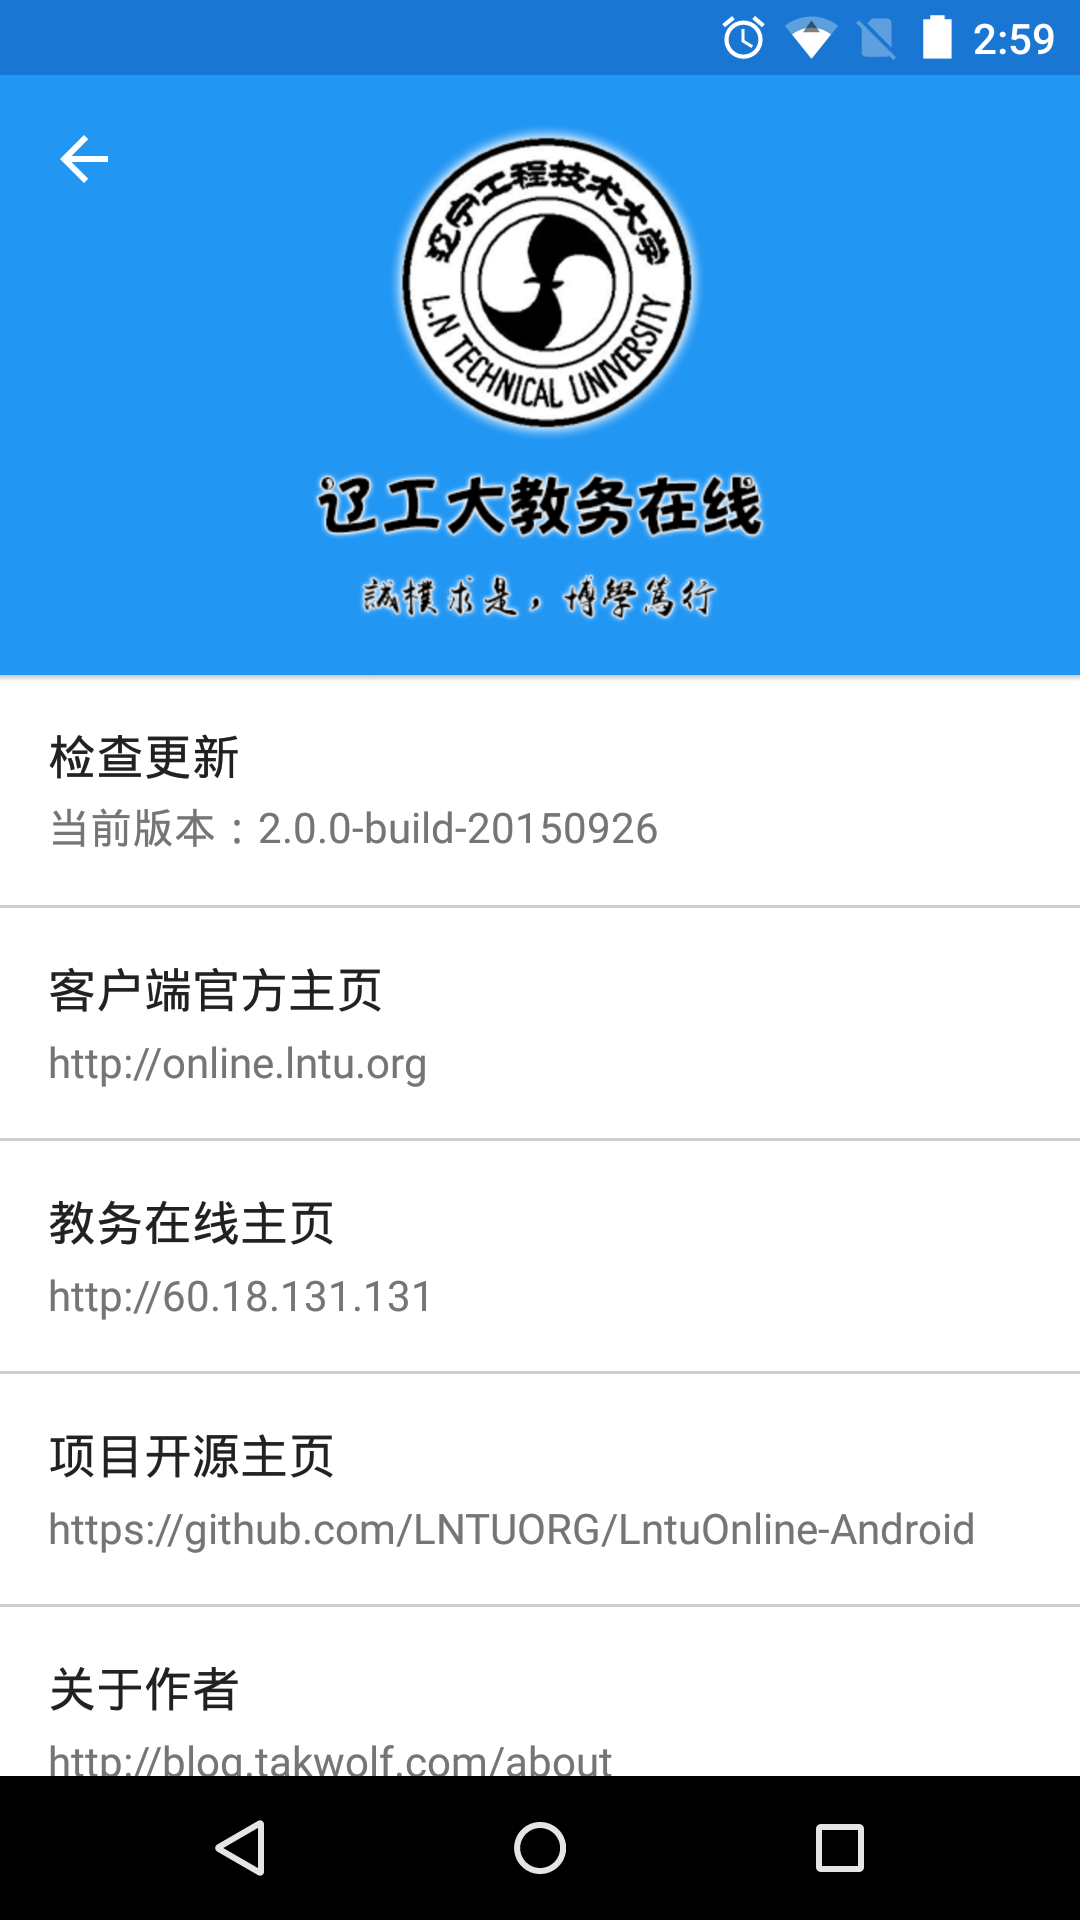 2:59
辽宁工程技术大学
L.N TECHNICAL UNIVERSITY
辽工大教务在线
誠樸求是，博學篤行
检查更新
当前版本：2.0.0-build-20150926
客户端官方主页
http://online.lntu.org
教务在线主页
http://60.18.131.131
项目开源主页
https://github.com/LNTUORG/LntuOnline-Android
关于作者
http://blog.takwolf.com/about